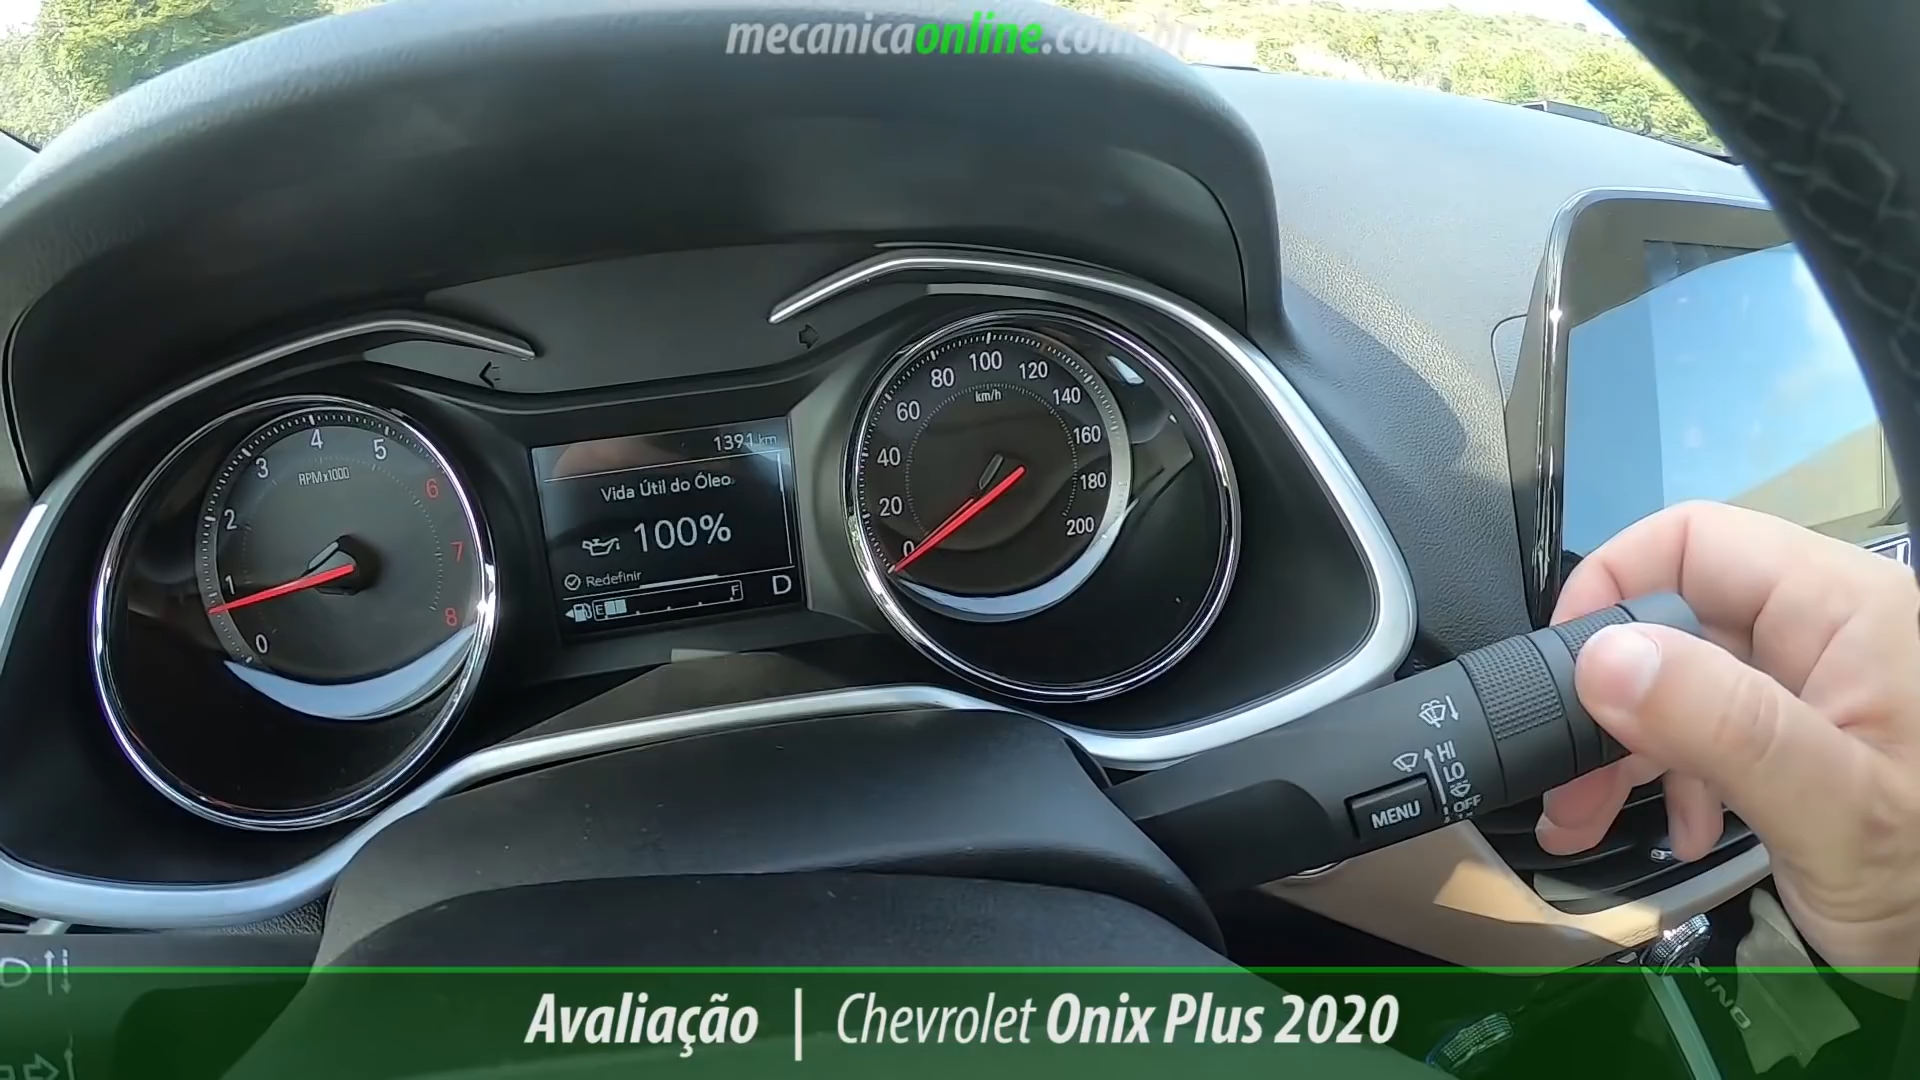 mecanicaonline.com.br
1391 km
Vida Útil do Óleo
100%
Redefinir
E F
D
RPMx1000
0 1 2 3 4 5 6 7 8
km/h
0 20 40 60 80 100 120 140 160 180 200
HI
LO
OFF
MENU
Avaliação | Chevrolet Onix Plus 2020